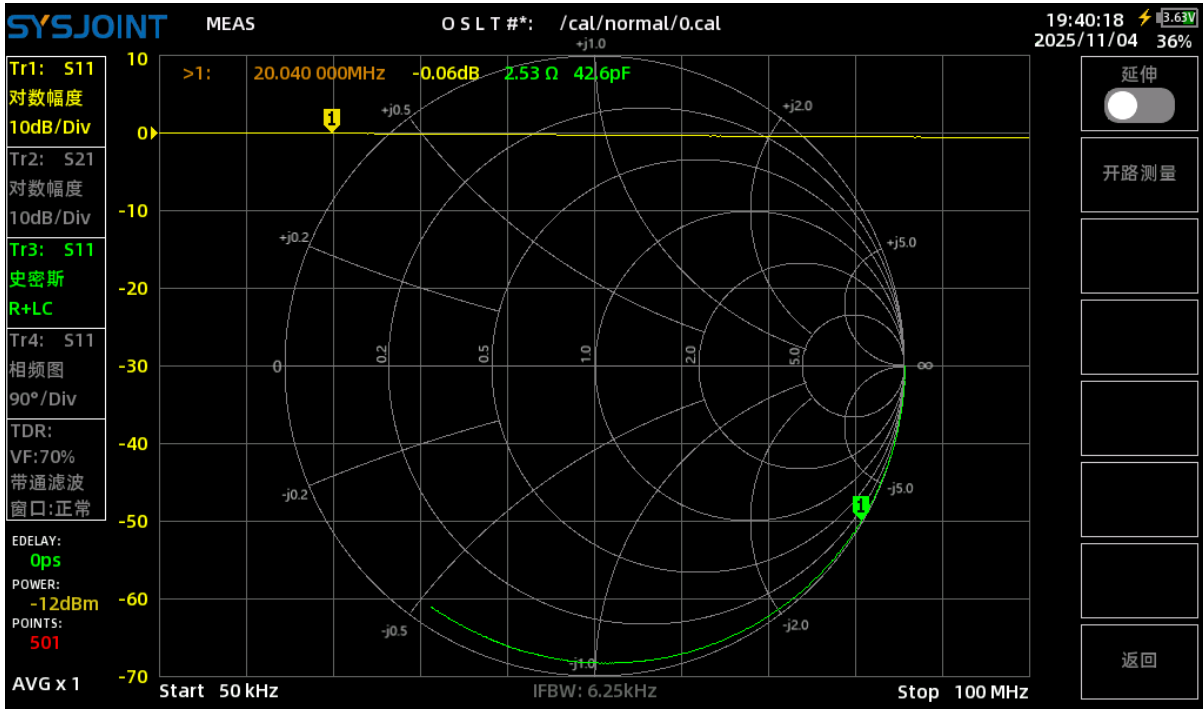 SYSJOINT
MEAS
O S L T #*: /cal/normal/0.cal
19:40:18
3.63V
2025/11/04 36%
Tr1: S11
对数幅度
10dB/Div
Tr2: S21
对数幅度
10dB/Div
Tr3: S11
史密斯
R+LC
Tr4: S11
相频图
90°/Div
TDR:
VF:70%
带通滤波
窗口:正常
EDELAY:
0ps
POWER:
-12dBm
POINTS:
501
AVG x 1
>1: 20.040 000MHz -0.06dB 2.53 Ω 42.6pF
10
0
-10
-20
-30
-40
-50
-60
-70
+j1.0
+j0.5
+j2.0
+j0.2
+j5.0
0
0.2
0.5
1.0
2.0
5.0
∞
-j0.2
-j5.0
-j0.5
-j2.0
-j1.0
1
1
Start 50 kHz
IFBW: 6.25kHz
Stop 100 MHz
延伸
开路测量
返回